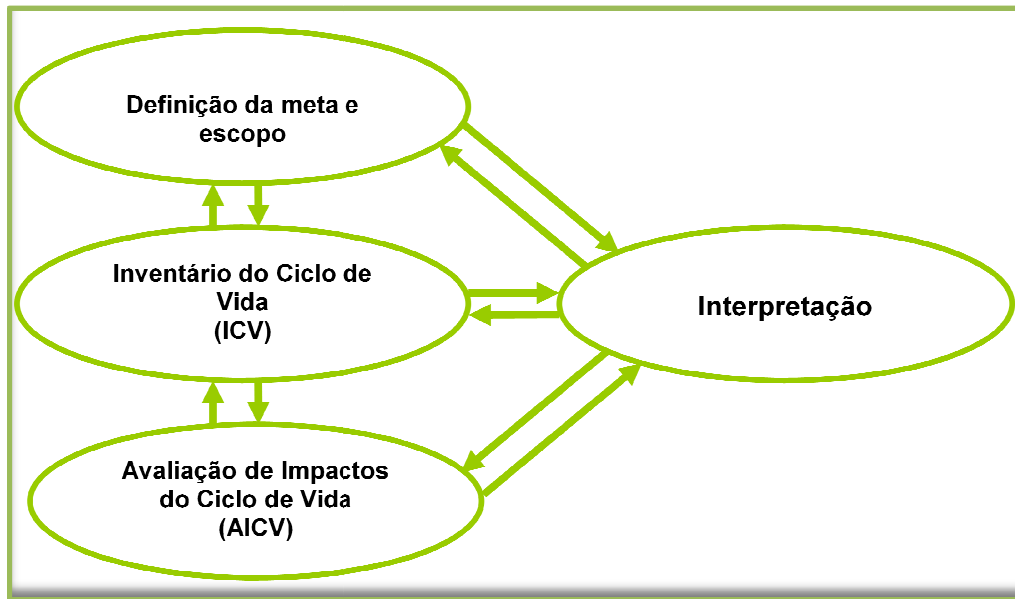 Definição da meta e
escopo
Inventário do Ciclo de
Vida
(ICV)
Interpretação
Avaliação de Impactos
do Ciclo de Vida
(AICV)